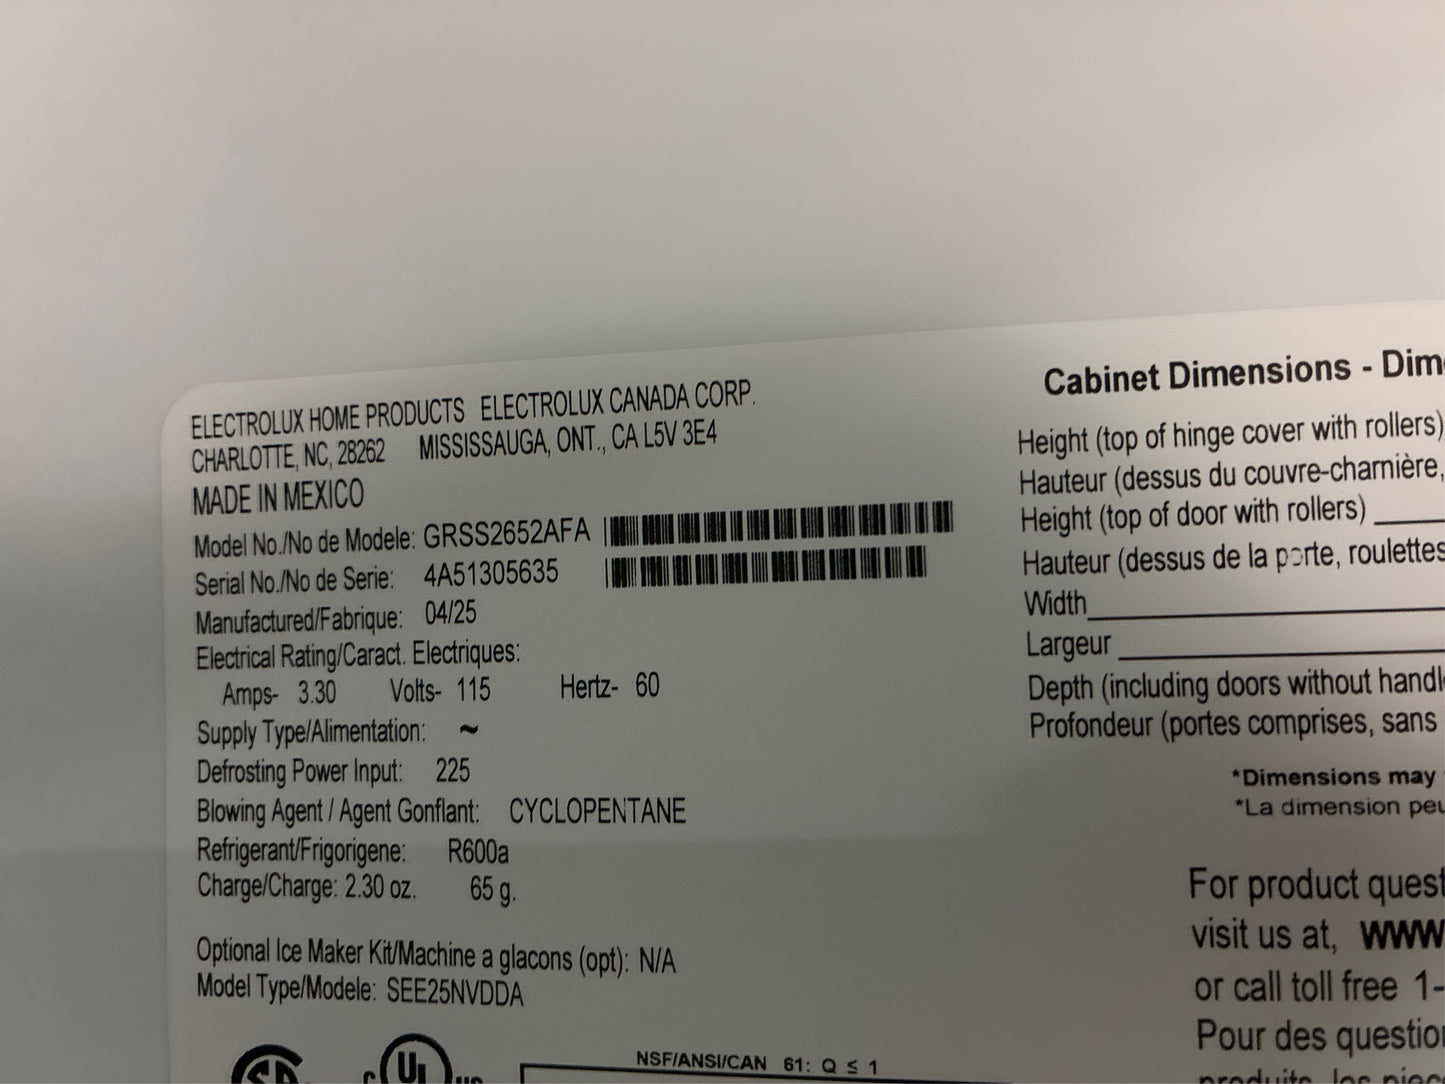 ELECTROLUX HOME PRODUCTS ELECTROLUX CANADA CORP.
CHARLOTTE, NC, 28262 MISSISSAUGA, ONT., CA L5V 3E4
MADE IN MEXICO
Model No./No de Modele: GRSS2652AFA
Serial No./No de Serie: 4A51305635
Manufactured/Fabrique: 04/25
Electrical Rating/Caract. Electriques:
Amps- 3.30 Volts- 115 Hertz- 60
Supply Type/Alimentation: ~
Defrosting Power Input: 225
Blowing Agent / Agent Gonflant: CYCLOPENTANE
Refrigerant/Frigorigene: R600a
Charge/Charge: 2.30 oz. 65 g.
Optional Ice Maker Kit/Machine a glacons (opt): N/A
Model Type/Modele: SEE25NVDDA
UL
NSF/ANSI/CAN 61: Q ≤ 1
Cabinet Dimensions - Dim
Height (top of hinge cover with rollers)
Hauteur (dessus du couvre-charnière,
Height (top of door with rollers)
Hauteur (dessus de la porte, roulettes
Width
Largeur
Depth (including doors without handl
Profondeur (portes comprises, sans
*Dimensions may
*La dimension peu
For product quest
visit us at, www
or call toll free 1-
Pour des question